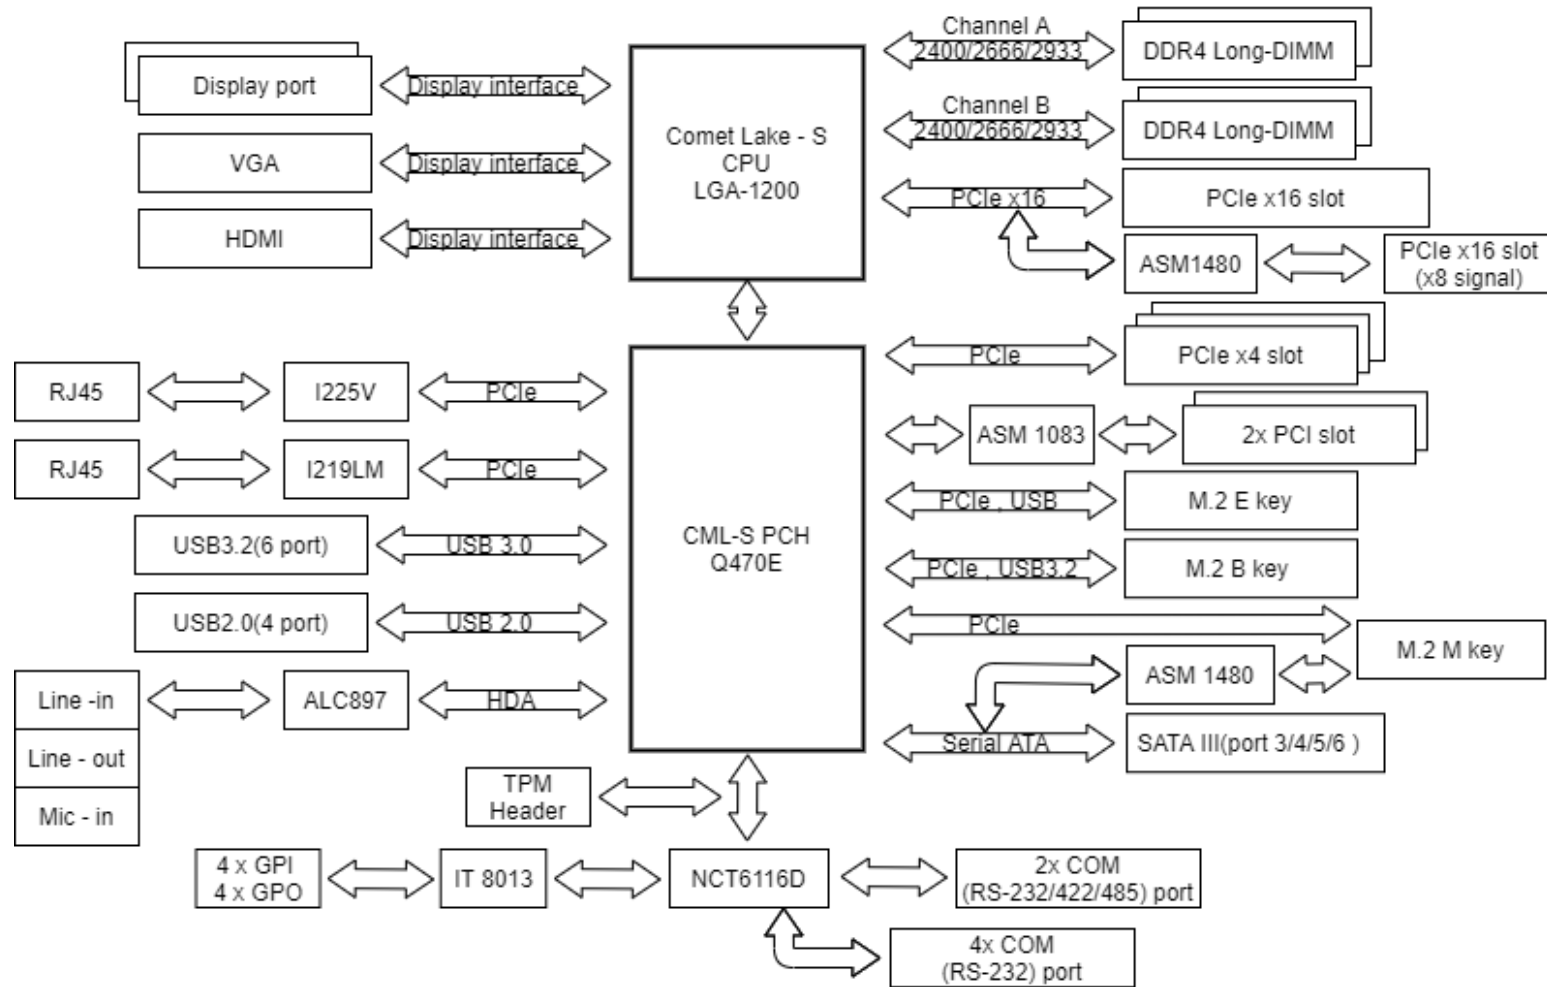 Channel A
2400/2666/2933
DDR4 Long-DIMM
Display port
Display interface
Channel B
2400/2666/2933
DDR4 Long-DIMM
VGA
Display interface
Comet Lake - S
CPU
LGA-1200
PCIe x16
PCIe x16 slot
HDMI
Display interface
ASM1480
PCIe x16 slot
(x8 signal)
PCIe
PCIe x4 slot
RJ45
I225V
PCIe
ASM 1083
2x PCI slot
RJ45
I219LM
PCIe
PCIe , USB
M.2 E key
USB3.2(6 port)
USB 3.0
CML-S PCH
Q470E
PCIe , USB3.2
M.2 B key
USB2.0(4 port)
USB 2.0
PCIe
M.2 M key
ASM 1480
Line -in
ALC897
HDA
Serial ATA
SATA III(port 3/4/5/6 )
Line - out
Mic - in
TPM
Header
4 x GPI
4 x GPO
IT 8013
NCT6116D
2x COM
(RS-232/422/485) port
4x COM
(RS-232) port